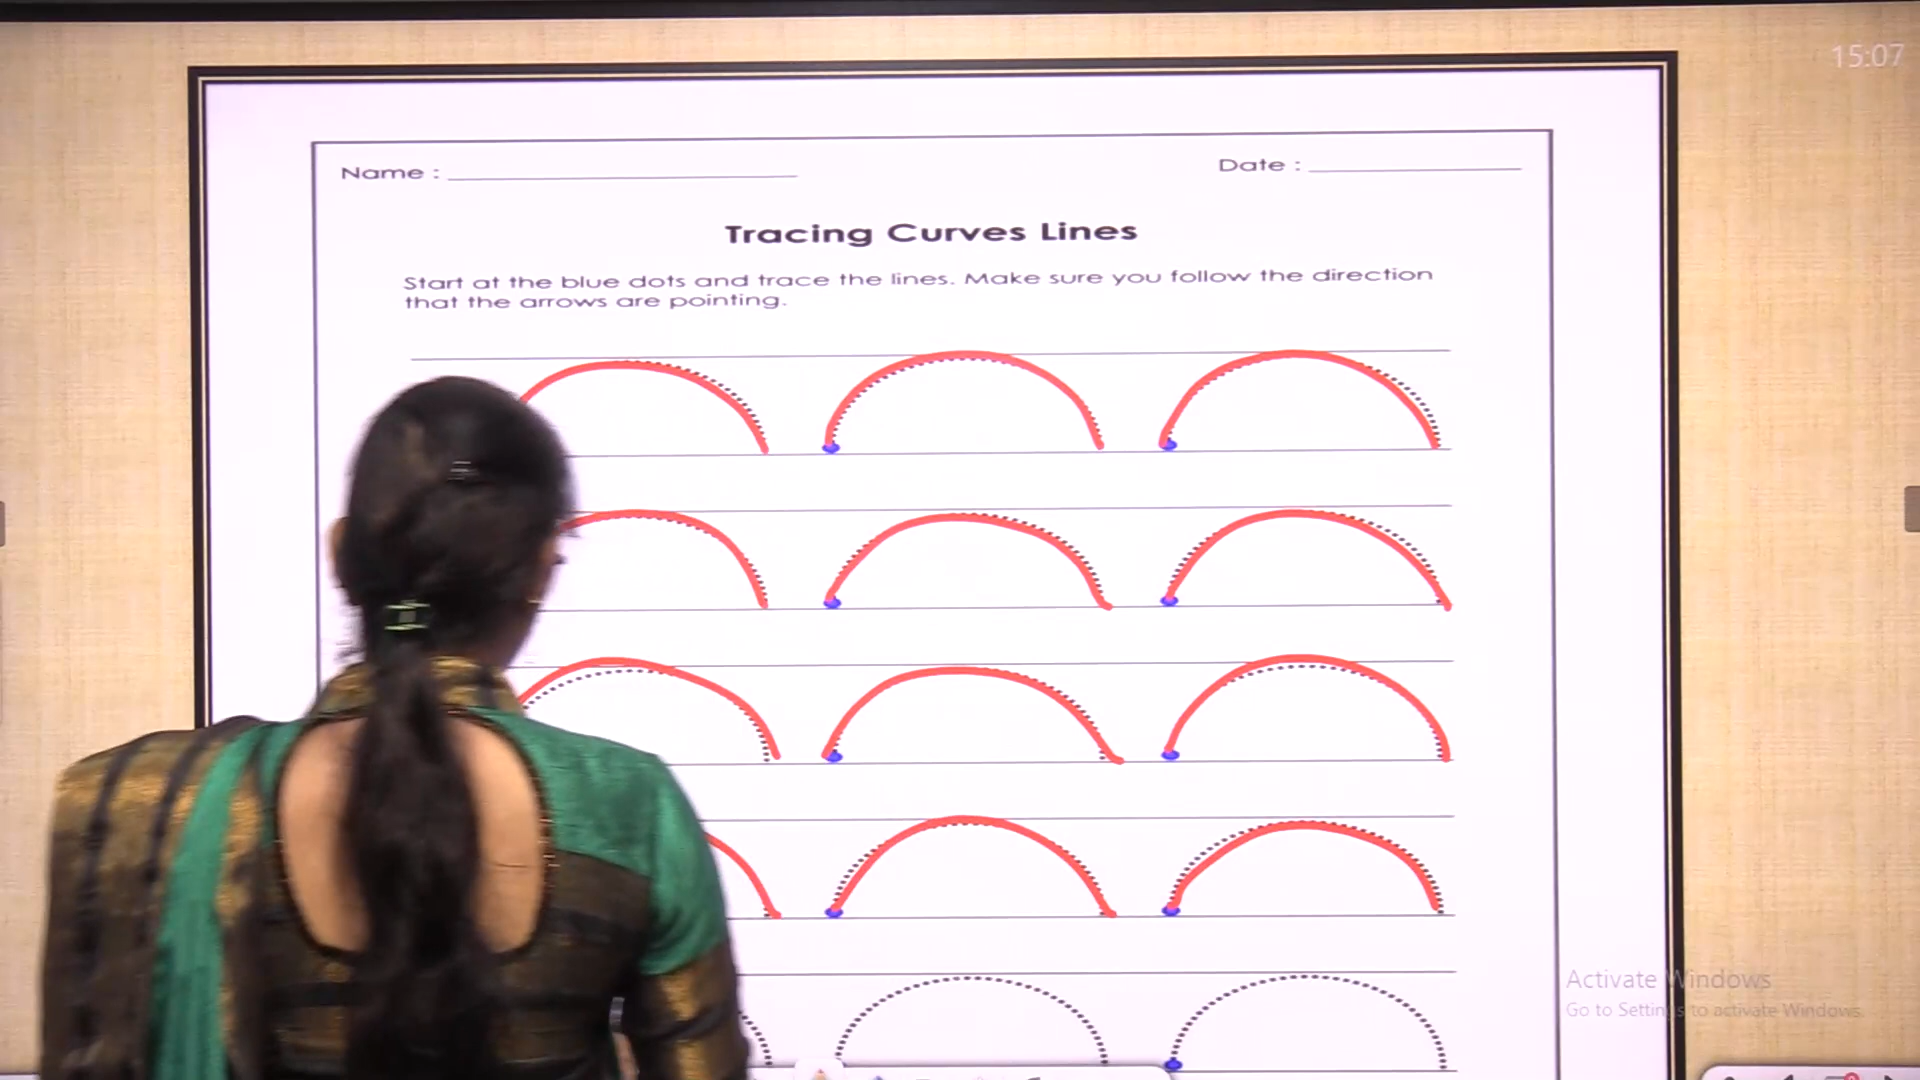 15:07
Name : Date :
Tracing Curves Lines
Start at the blue dots and trace the lines. Make sure you follow the direction
that the arrows are pointing.
Activate Windows
Go to Settings to activate Windows.